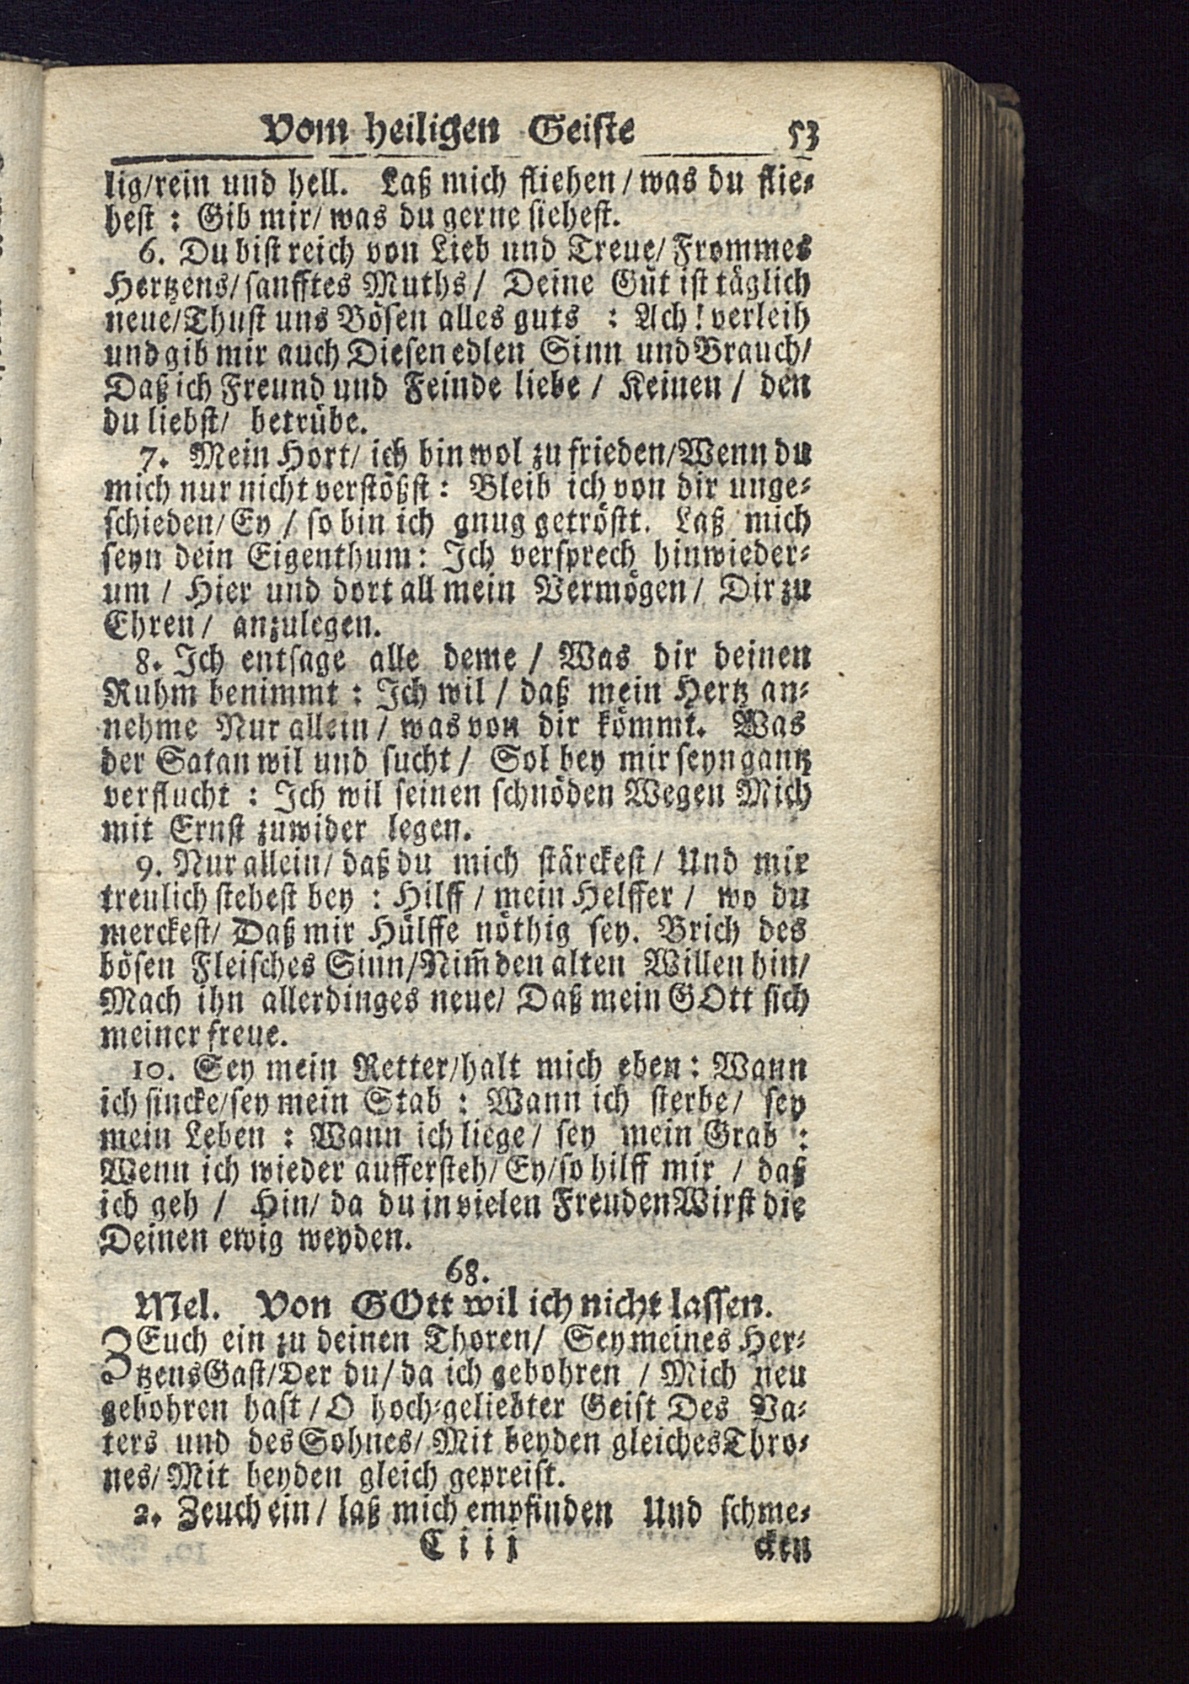 Vom heiligen Geiste 53
lig/rein und hell. Laß mich fliehen/was du flie-
hest : Gib mir/ was du gerne siehest.
6. Du bist reich von Lieb und Treue/ Frommes
Hertzens/sanfftes Muths/ Deine Güt ist täglich
neue/Thust uns Bösen alles guts : Ach! verleih
und gib mir auch Diesen edlen Sinn und Brauch/
Daß ich Freund und Feinde liebe / Keinen / den
du liebst/ betrübe.
7. Mein Hort/ ich bin wol zu frieden/Wenn du
mich nur nicht verstößst: Bleib ich von dir unge-
schieden/Ey / so bin ich gnug getröstt. Laß mich
seyn dein Eigenthum: Ich versprech hinwieder-
um / Hier und dort all mein Vermögen/ Dir zu
Ehren/ anzulegen.
8. Ich entsage alle deme / Was dir deinen
Ruhm benimmt : Ich wil / daß mein Hertz an-
nehme Nur allein/ was von dir kömmt. Was
der Satan wil und sucht/ Sol bey mir seyn gantz
verflucht : Ich wil seinen schnöden Wegen Mich
mit Ernst zuwider legen.
9. Nur allein/ daß du mich stärckest/ Und mir
treulich stehest bey : Hilff / mein Helffer / wo du
merckest/ Daß mir Hülffe nöthig sey. Brich des
bösen Fleisches Sinn/Nim̃ den alten Willen hin/
Mach ihn allerdinges neue/ Daß mein GOtt sich
meiner freue.
10. Sey mein Retter/halt mich eben: Wann
ich sincke/sey mein Stab : Wann ich sterbe/ sey
mein Leben : Wann ich liege/ sey mein Grab :
Wenn ich wieder aufferseh/ Ey/so hilff mir / daß
ich geh / Hin/ da du in vielen Freuden Wirst die
Deinen ewig weyden.
68.
Mel. Von GOtt wil ich nicht lassen.
ZEuch ein zu deinen Thoren/ Sey meines Her-
tzens Gast/Der du/da ich gebohren / Mich neu
gebohren hast/O hoch-geliebter Geist Des Va-
ters und des Sohnes/ Mit beyden gleiches Thro-
nes/Mit beyden gleich gepreist.
2. Zeuch ein/ laß mich empfinden Und schme-
C iij cken